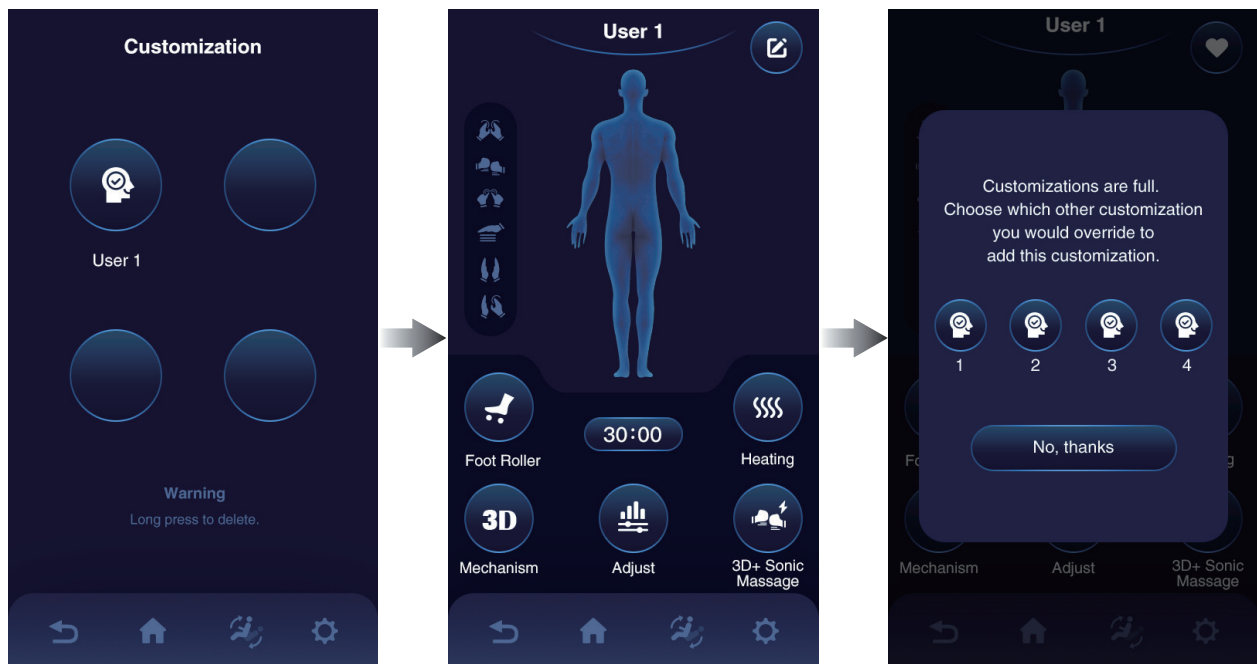 Customization
User 1
Warning
Long press to delete.
User 1
Foot Roller
30:00
Heating
3D
Mechanism
Adjust
3D+ Sonic
Massage
User 1
Customizations are full.
Choose which other customization
you would override to
add this customization.
1 2 3 4
No, thanks
Fo
g
Mechanism
Adjust
3D+ Sonic
Massage